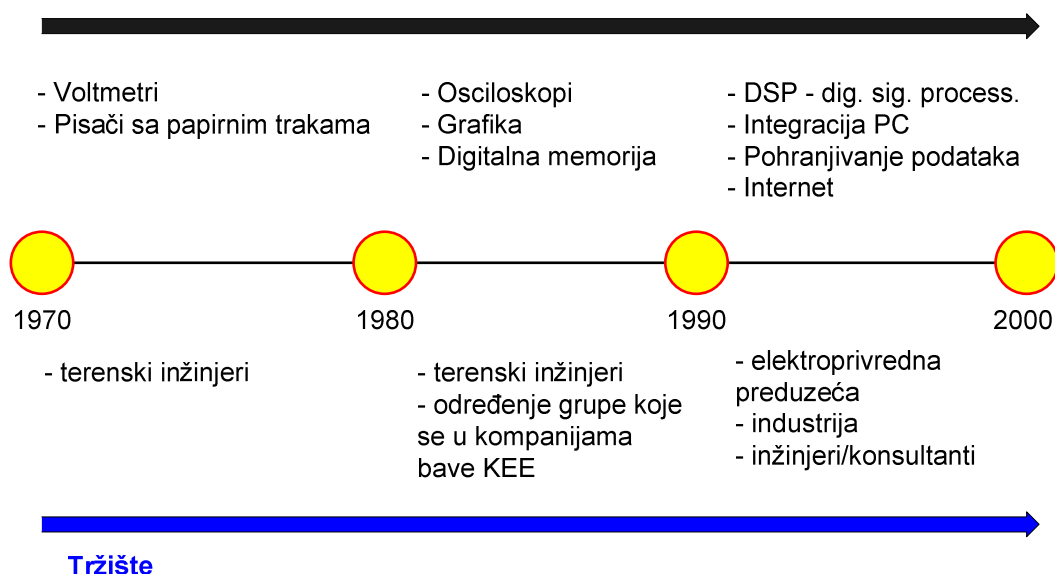 - Voltmetri
- Pisači sa papirnim trakama
- Osciloskopi
- Grafika
- Digitalna memorija
- DSP - dig. sig. process.
- Integracija PC
- Pohranjivanje podataka
- Internet
1970
1980
1990
2000
- terenski inžinjeri
- terenski inžinjeri
- određenje grupe koje
se u kompanijama
bave KEE
- elektroprivredna
preduzeća
- industrija
- inžinjeri/konsultanti
Tržište